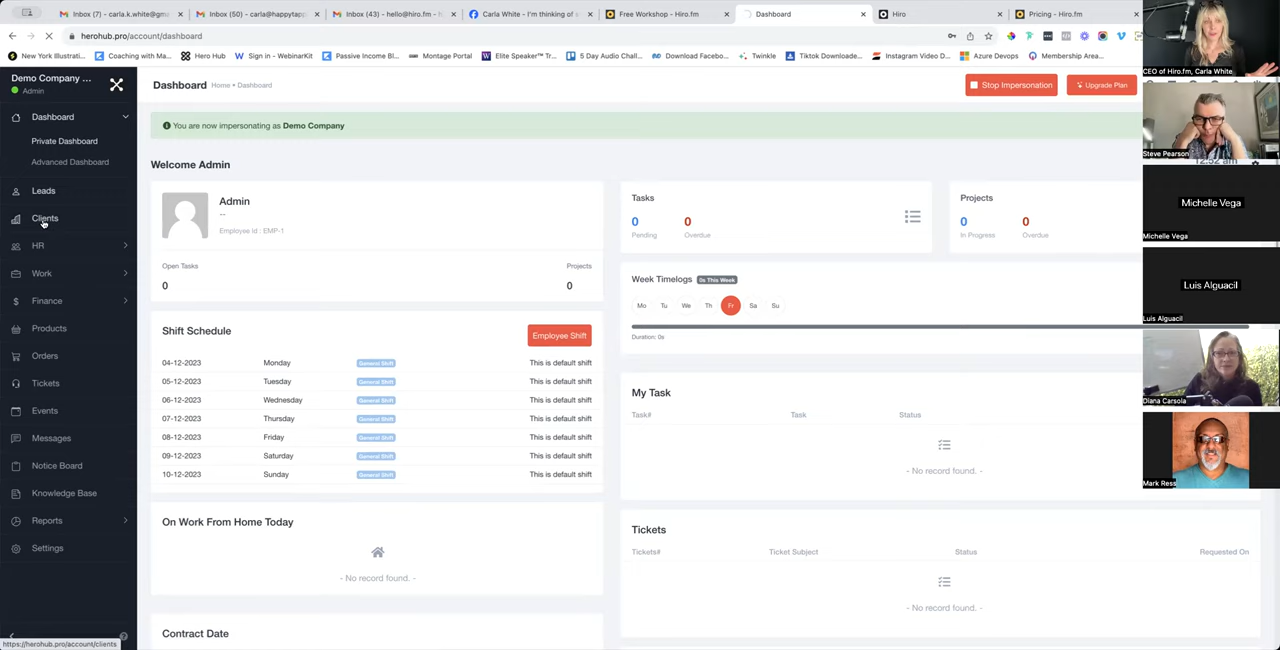 Inbox (7) - carla.k.white@gma
Inbox (50) - carla@happytap
Inbox (43) - hello@hiro.fm -
Carla White - I'm thinking of s
Free Workshop - Hiro.fm
Dashboard
Hiro
Pricing - Hiro.fm
herohub.pro/account/dashboard
New York Illustrati...
Coaching with Ma...
Hero Hub
Sign in - WebinarKit
Passive Income Bl...
Montage Portal
Elite Speaker™ Tr...
5 Day Audio Chall...
Download Facebo...
Twinkle
Tiktok Downloade...
Instagram Video D...
Azure Devops
Membership Area...
Demo Company ...
Admin
Dashboard
Private Dashboard
Advanced Dashboard
Leads
Clients
HR
Work
Finance
Products
Orders
Tickets
Events
Messages
Notice Board
Knowledge Base
Reports
Settings
https://herohub.pro/account/clients
Dashboard
Home • Dashboard
Stop Impersonation
Upgrade Plan
You are now impersonating as Demo Company
Welcome Admin
Admin
--
Employee Id : EMP-1
Open Tasks
Projects
0
0
Tasks
0
0
Pending
Overdue
Projects
0
0
In Progress
Overdue
Week Timelogs
0s This Week
Mo Tu We Th Fr Sa Su
Duration: 0s
Shift Schedule
Employee Shift
04-12-2023 Monday General Shift This is default shift
05-12-2023 Tuesday General Shift This is default shift
06-12-2023 Wednesday General Shift This is default shift
07-12-2023 Thursday General Shift This is default shift
08-12-2023 Friday General Shift This is default shift
09-12-2023 Saturday General Shift This is default shift
10-12-2023 Sunday General Shift This is default shift
My Task
Task# Task Status
- No record found. -
On Work From Home Today
- No record found. -
Tickets
Tickets# Ticket Subject Status Requested On
- No record found. -
Contract Date
CEO of Hiro.fm, Carla White
Steve Pearson
Michelle Vega
Michelle Vega
Luis Alguacil
Luis Alguacil
Diana Carsola
Mark Ress